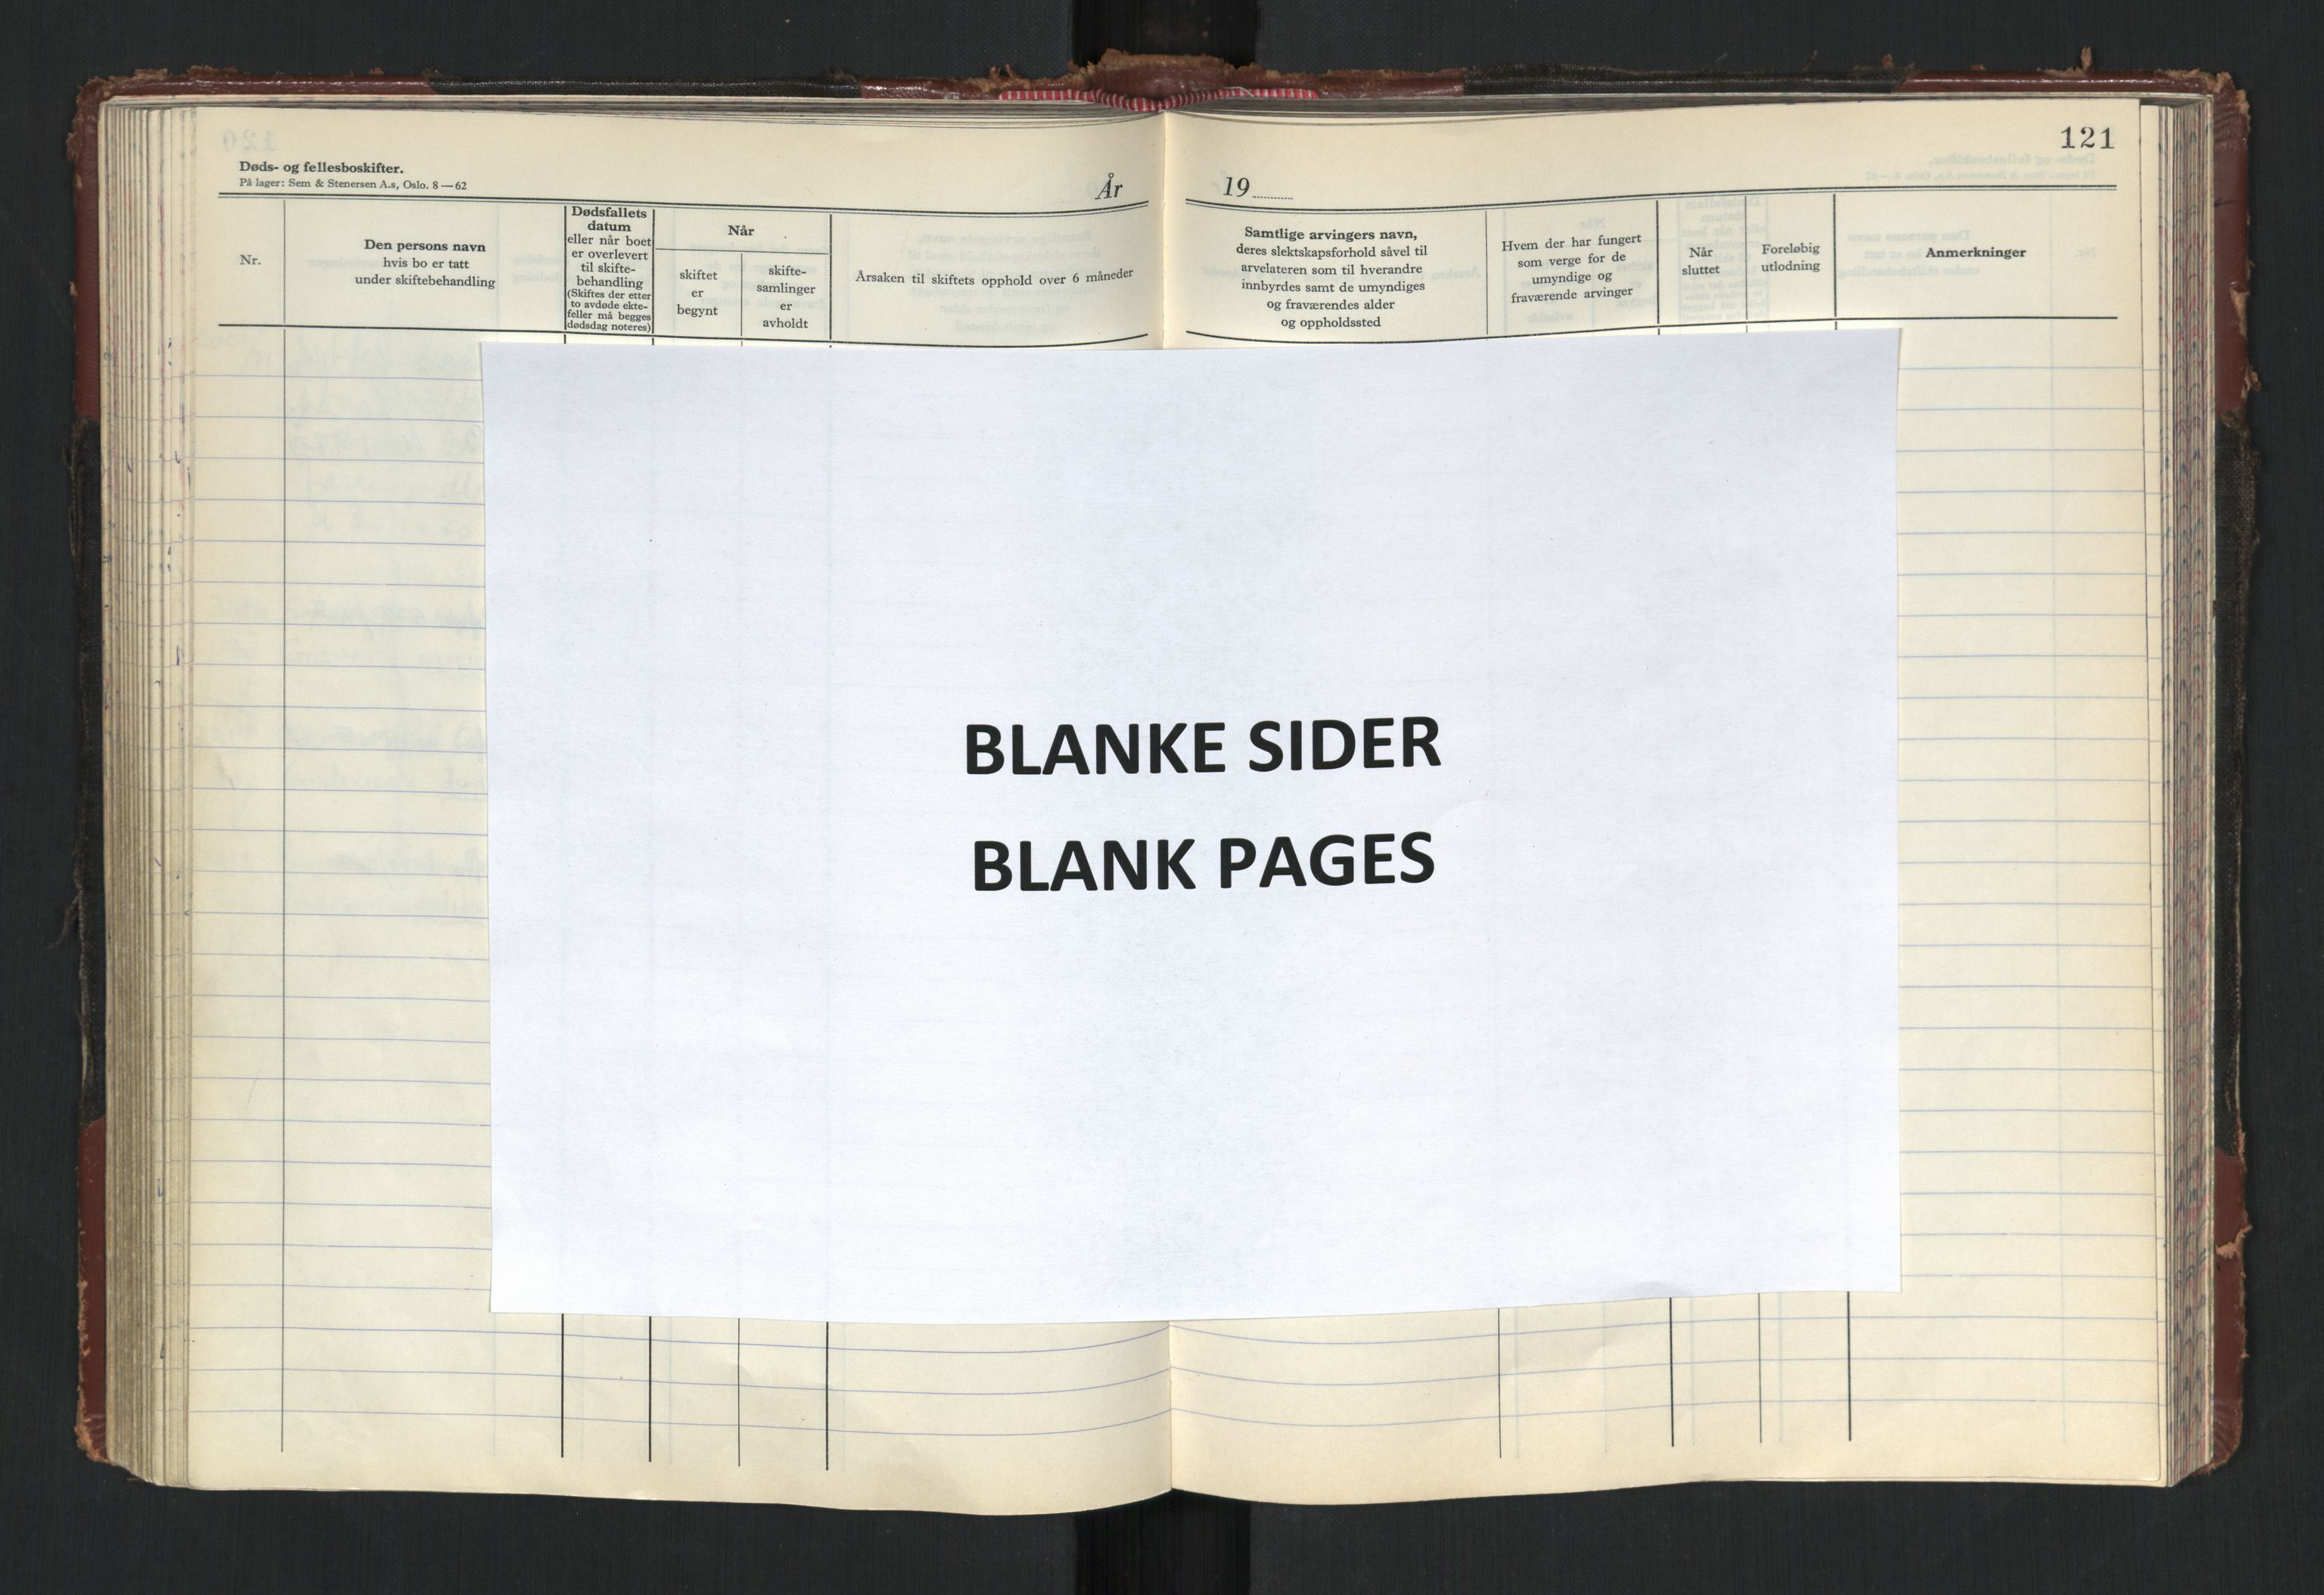 121
Døds- og fellesboskifter.
På lager: Sem & Stenersen A.s, Oslo. 8 — 62
År
19
Nr.
Den persons navn
hvis bo er tatt
under skiftebehandling
Dødsfallets
datum
eller når boet
er overlevert
til skifte-
behandling
(Skiftes der etter
to avdøde ekte-
feller må begges
dødsdag noteres)
Når
skiftet
er
begynt
skifte-
samlinger
er
avholdt
Årsaken til skiftets opphold over 6 måneder
Samtlige arvingers navn,
deres slektskapsforhold såvel til
arvelateren som til hverandre
innbyrdes samt de umyndiges
og fraværendes alder
og oppholdssted
Hvem der har fungert
som verge for de
umyndige og
fraværende arvinger
Når
sluttet
Foreløbig
utlodning
Anmerkninger
BLANKE SIDER
BLANK PAGES